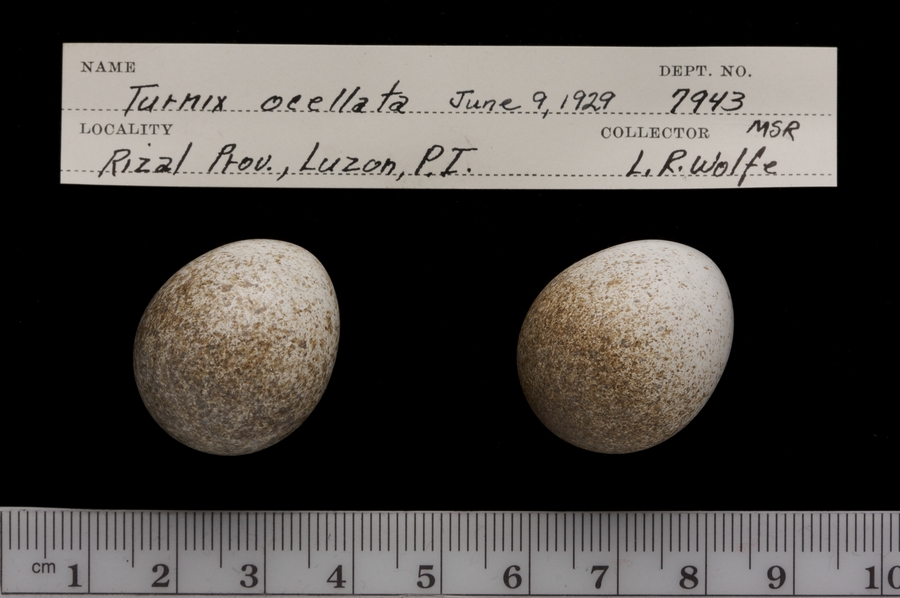 NAME DEPT. NO.
Turnix ocellata June 9, 1929 7943
LOCALITY COLLECTOR MSR
Rizal Prov., Luzon, P.I. L. R. Wolfe
cm 1 2 3 4 5 6 7 8 9 10